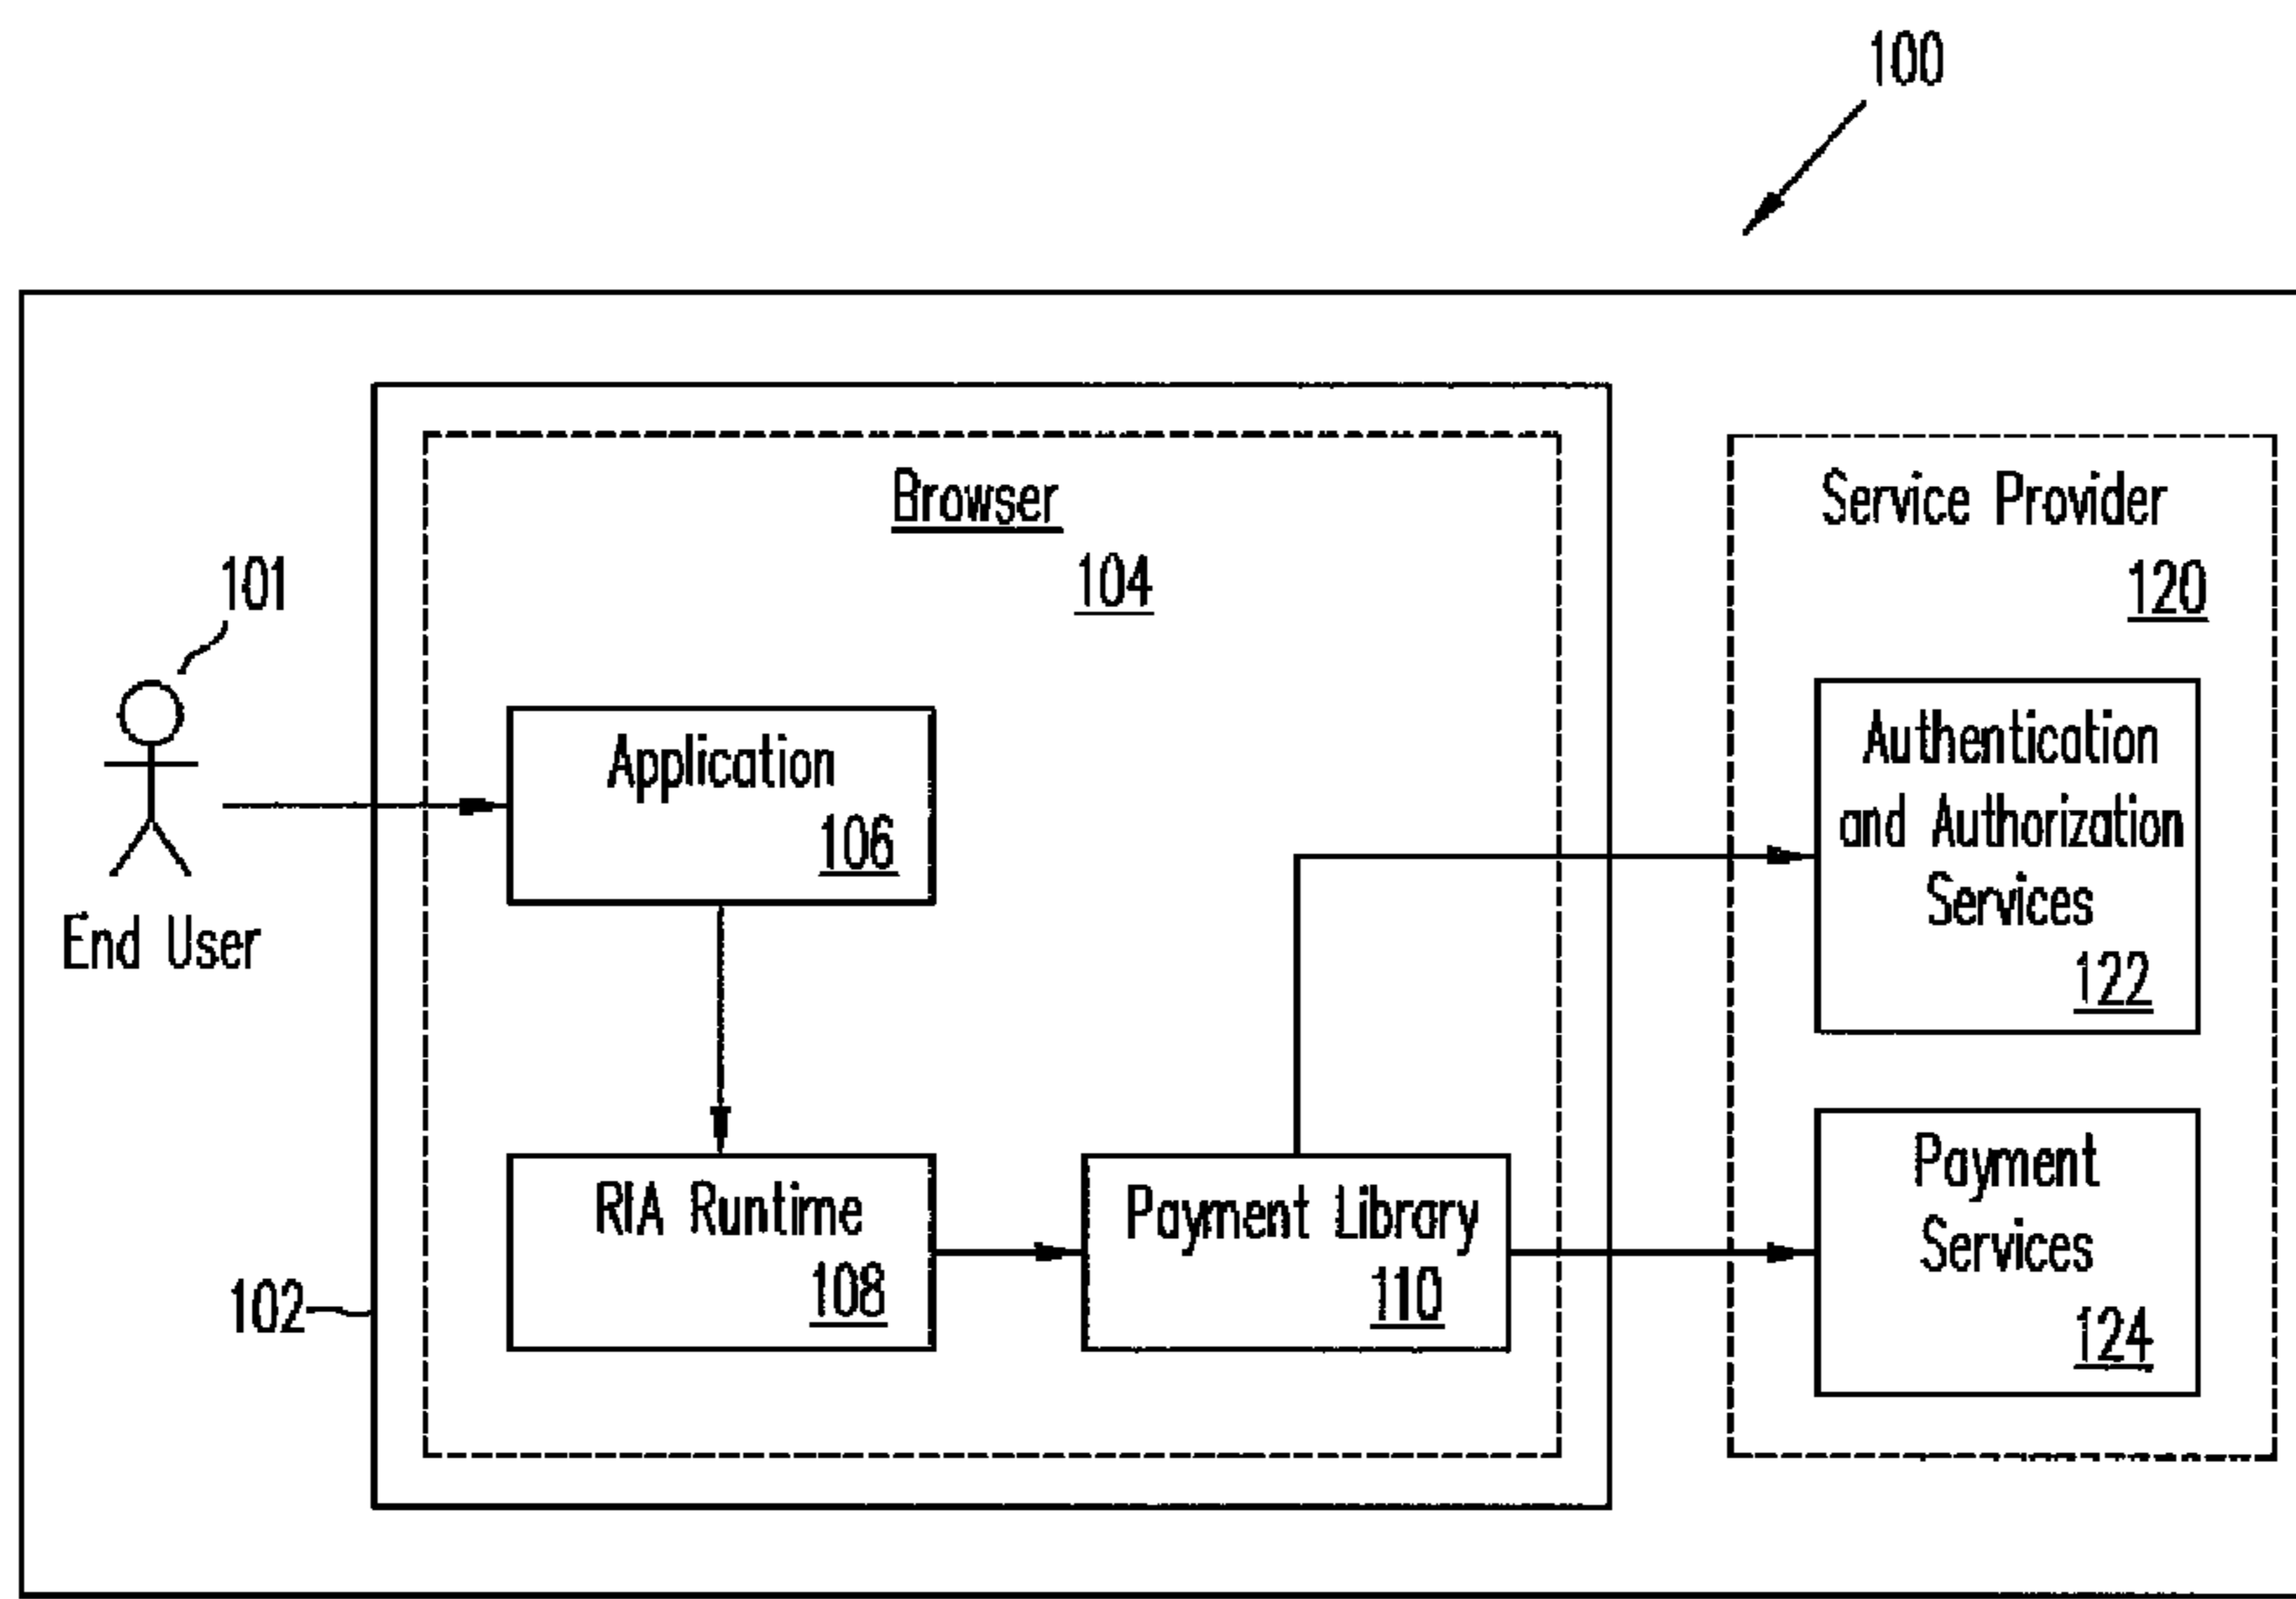 100
Browser
104
Service Provider
120
101
End User
Application
106
Authentication
and Authorization
Services
122
RIA Runtime
108
Payment Library
110
Payment
Services
124
102